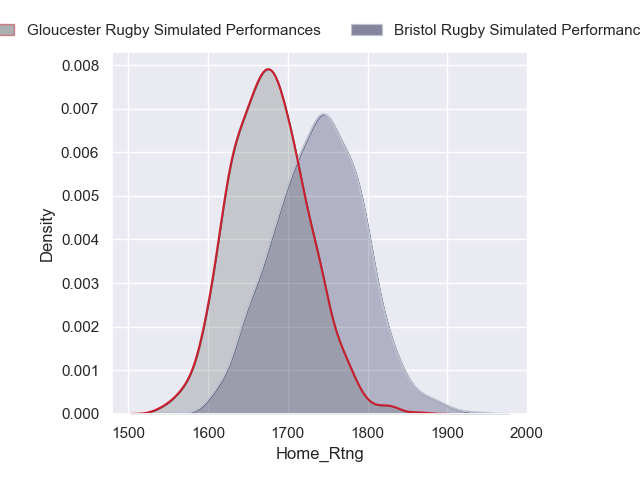 Gloucester Rugby Simulated Performances Bristol Rugby Simulated Performanc
0.008
0.007
0.006
0.005
0.004
0.003
0.002
0.001
0.000
Density
1500 1600 1700 1800 1900 2000
Home_Rtng